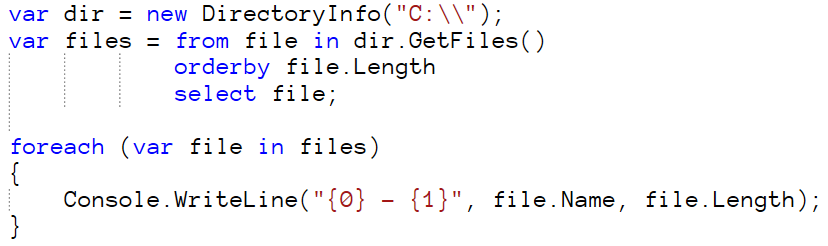 var dir = new DirectoryInfo("C:\\");
var files = from file in dir.GetFiles()
            orderby file.Length
            select file;

foreach (var file in files)
{
    Console.WriteLine("{0} – {1}", file.Name, file.Length);
}